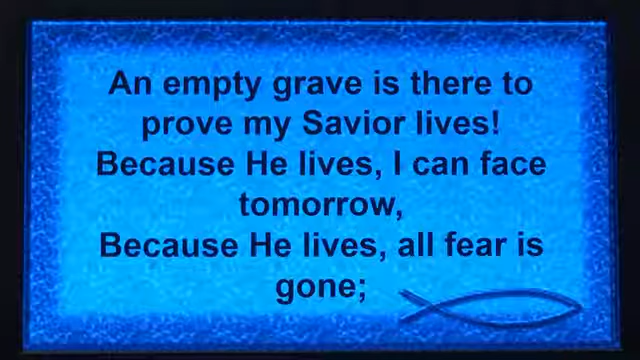 An empty grave is there to
prove my Savior lives!
Because He lives, I can face
tomorrow,
Because He lives, all fear is
gone;